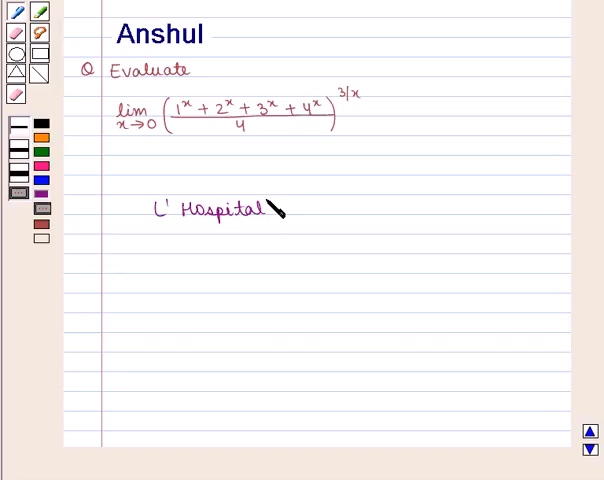 Anshul
Q Evaluate
lim x→0 ( (1^x + 2^x + 3^x + 4^x) / 4 )^3/x
L' Hospital